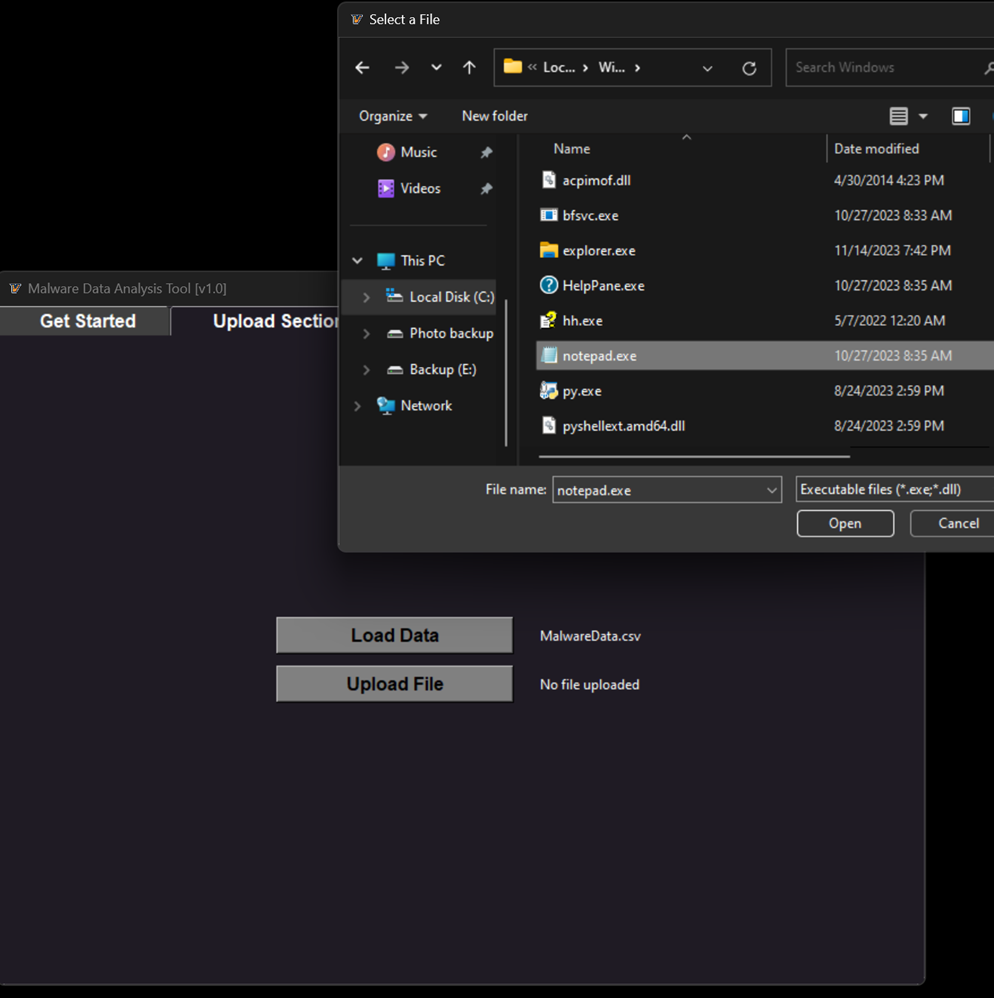 Select a File
Loc... Wi...
Search Windows
Organize New folder
Music
Videos
This PC
Local Disk (C:)
Photo backup
Backup (E:)
Network
Name Date modified
acpimof.dll 4/30/2014 4:23 PM
bfsvc.exe 10/27/2023 8:33 AM
explorer.exe 11/14/2023 7:42 PM
HelpPane.exe 10/27/2023 8:35 AM
hh.exe 5/7/2022 12:20 AM
notepad.exe 10/27/2023 8:35 AM
py.exe 8/24/2023 2:59 PM
pyshellext.amd64.dll 8/24/2023 2:59 PM
File name: notepad.exe Executable files (*.exe;*.dll)
Open Cancel
Malware Data Analysis Tool [v1.0]
Get Started Upload Section
Load Data MalwareData.csv
Upload File No file uploaded